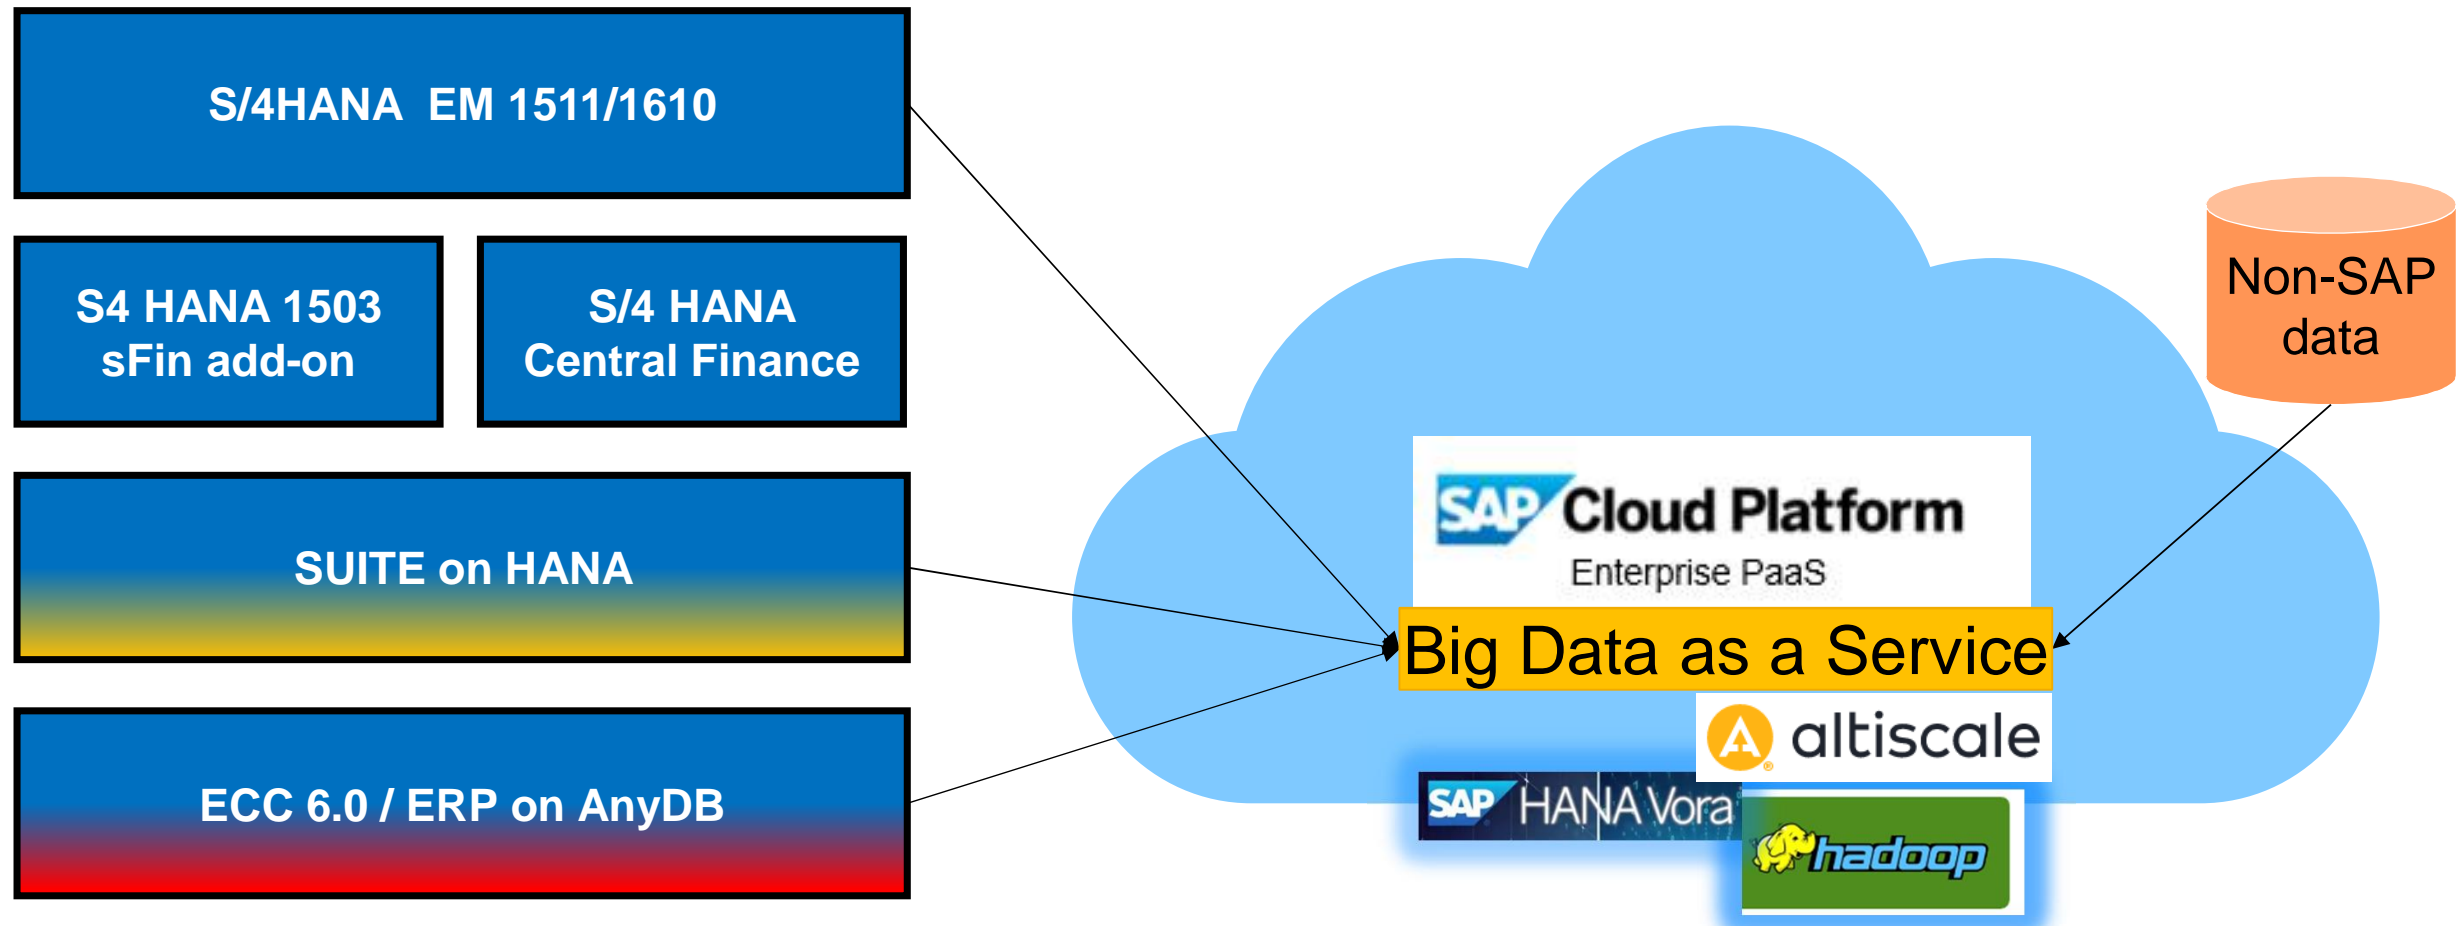 S/4HANA  EM 1511/1610
S4 HANA 1503
sFin add-on
S/4 HANA
Central Finance
SUITE on HANA
ECC 6.0 / ERP on AnyDB
SAP Cloud Platform
Enterprise PaaS
Big Data as a Service
A altiscale
SAP HANA Vora
hadoop
Non-SAP
data